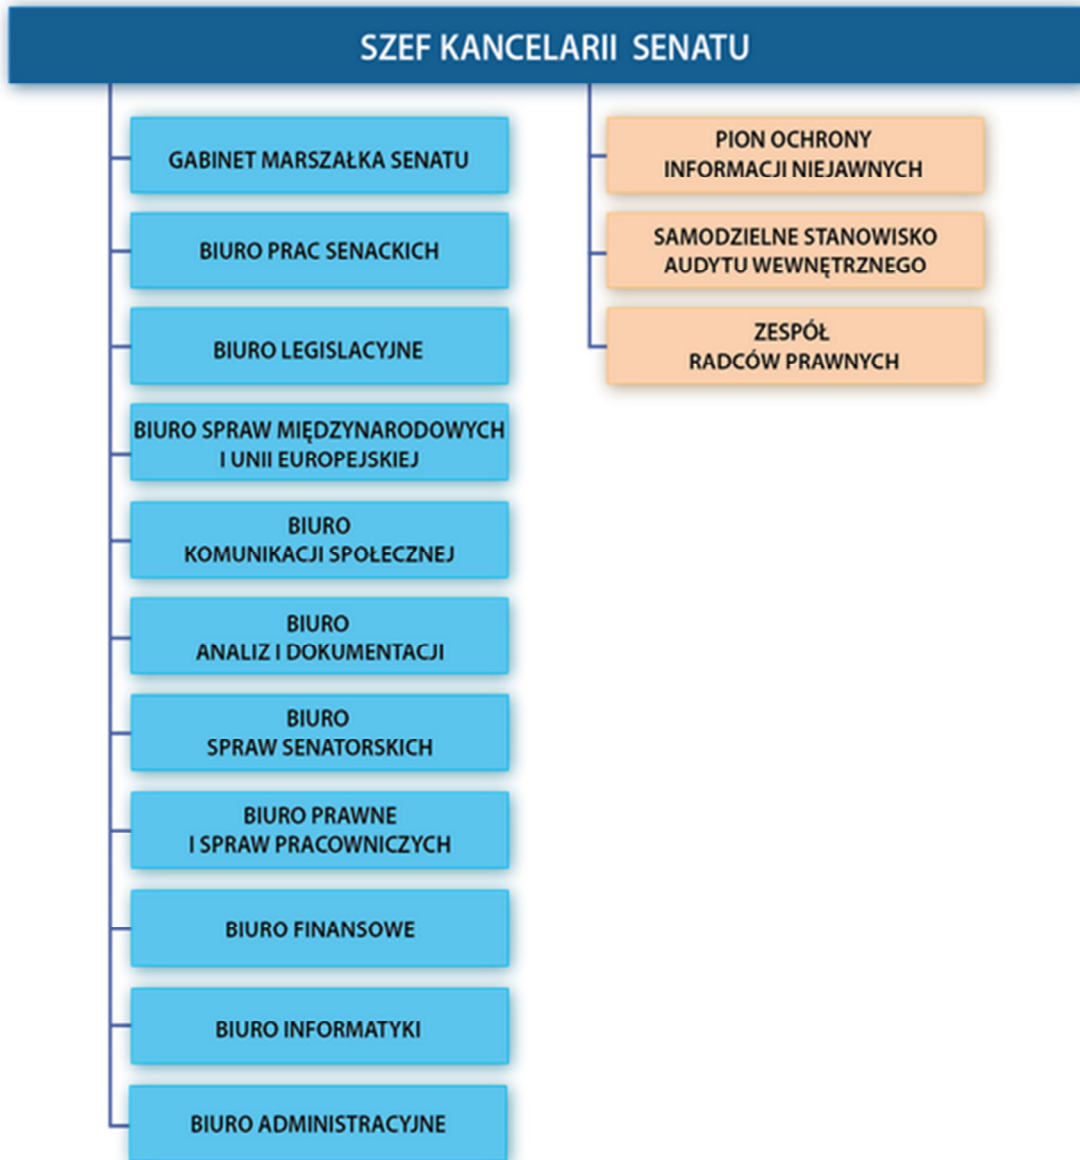 SZEF KANCELARII SENATU
GABINET MARSZAŁKA SENATU
BIURO PRAC SENACKICH
BIURO LEGISLACYJNE
BIURO SPRAW MIĘDZYNARODOWYCH
I UNII EUROPEJSKIEJ
BIURO
KOMUNIKACJI SPOŁECZNEJ
BIURO
ANALIZ I DOKUMENTACJI
BIURO
SPRAW SENATORSKICH
BIURO PRAWNE
I SPRAW PRACOWNICZYCH
BIURO FINANSOWE
BIURO INFORMATYKI
BIURO ADMINISTRACYJNE
PION OCHRONY
INFORMACJI NIEJAWNYCH
SAMODZIELNE STANOWISKO
AUDYTU WEWNĘTRZNEGO
ZESPÓŁ
RADCÓW PRAWNYCH